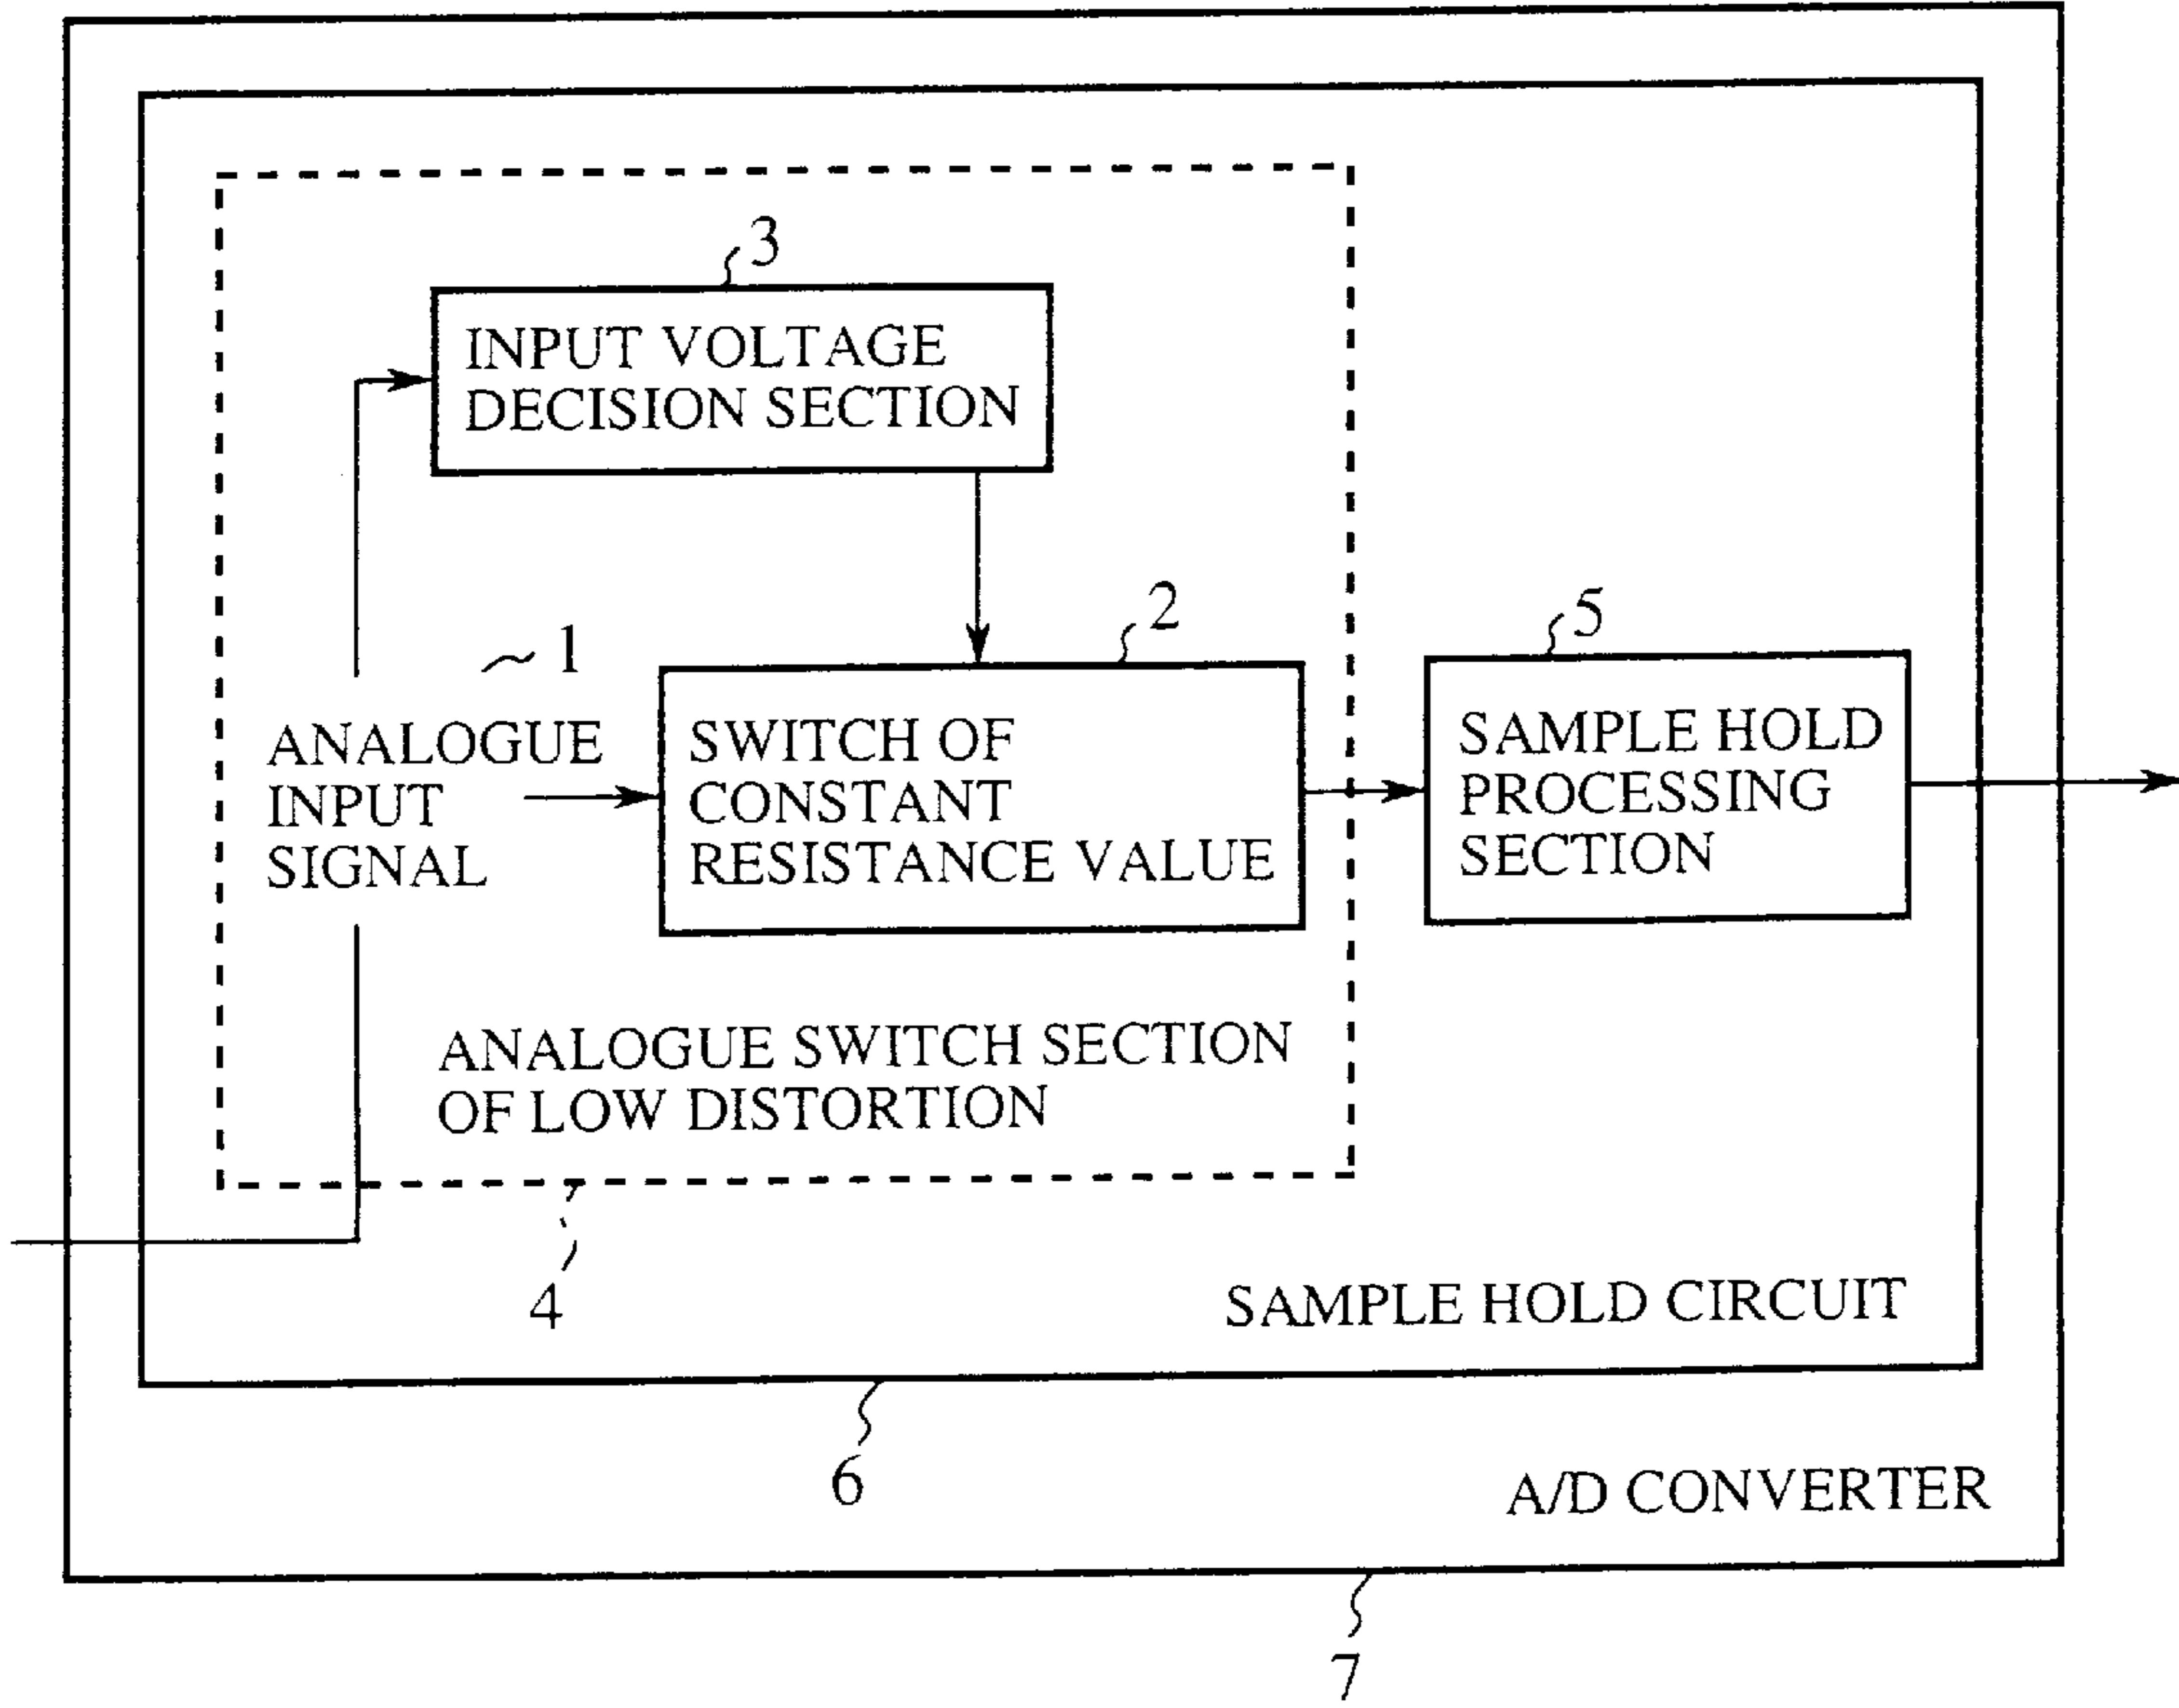 3
INPUT VOLTAGE
DECISION SECTION
1
2
5
ANALOGUE
INPUT
SIGNAL
SWITCH OF
CONSTANT
RESISTANCE VALUE
SAMPLE HOLD
PROCESSING
SECTION
ANALOGUE SWITCH SECTION
OF LOW DISTORTION
4
SAMPLE HOLD CIRCUIT
6
A/D CONVERTER
7